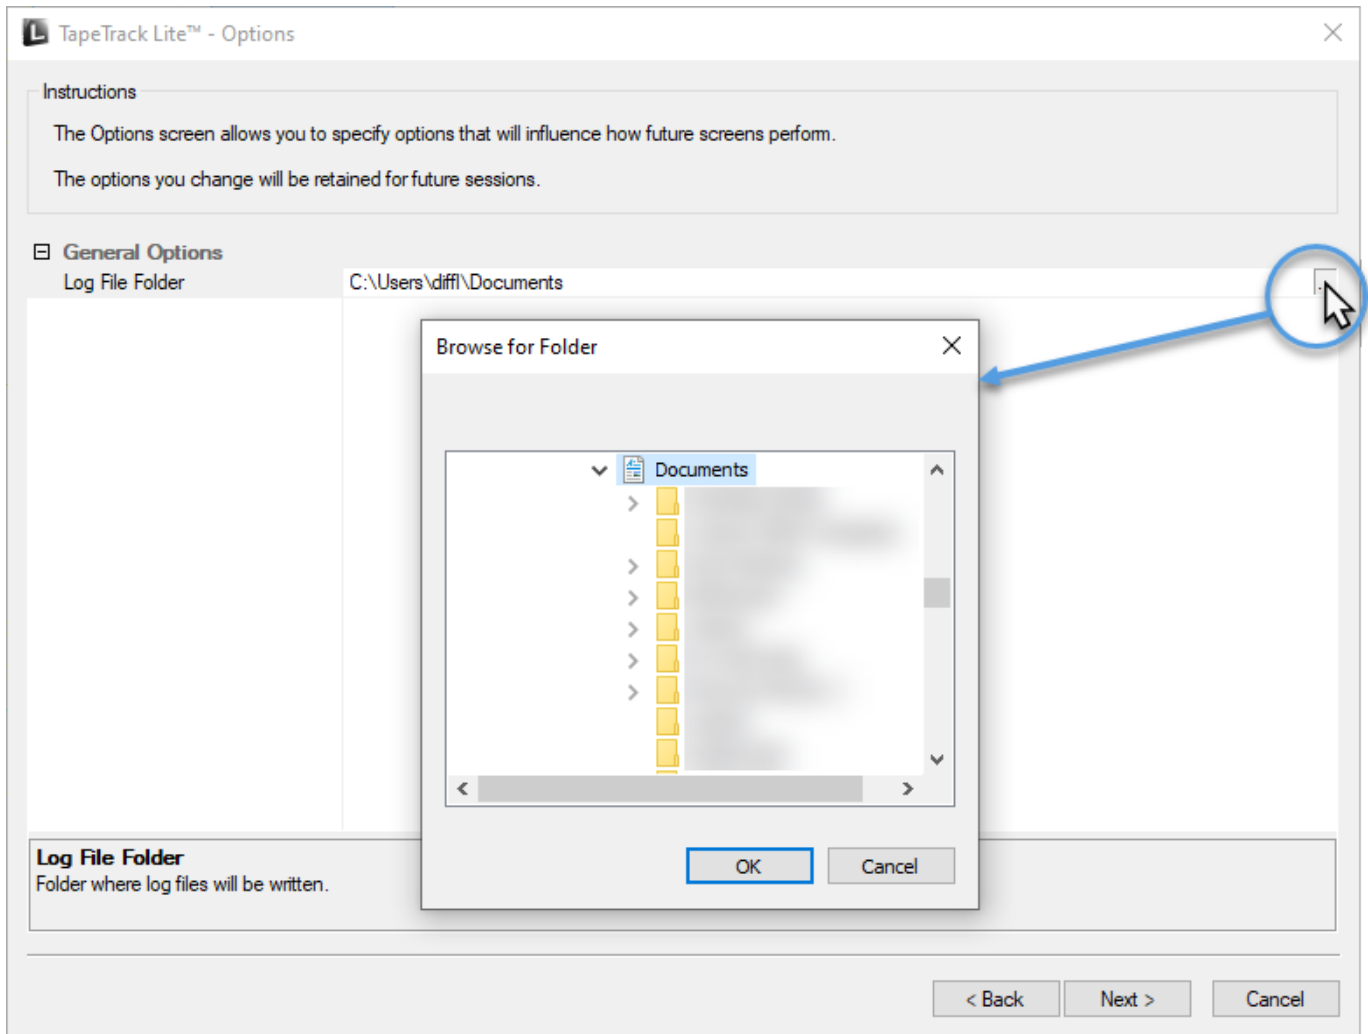 TapeTrack Lite™ - Options
Instructions
The Options screen allows you to specify options that will influence how future screens perform.
The options you change will be retained for future sessions.
General Options
Log File Folder C:\Users\diffl\Documents
Browse for Folder
Documents
OK Cancel
Log File Folder
Folder where log files will be written.
< Back Next > Cancel